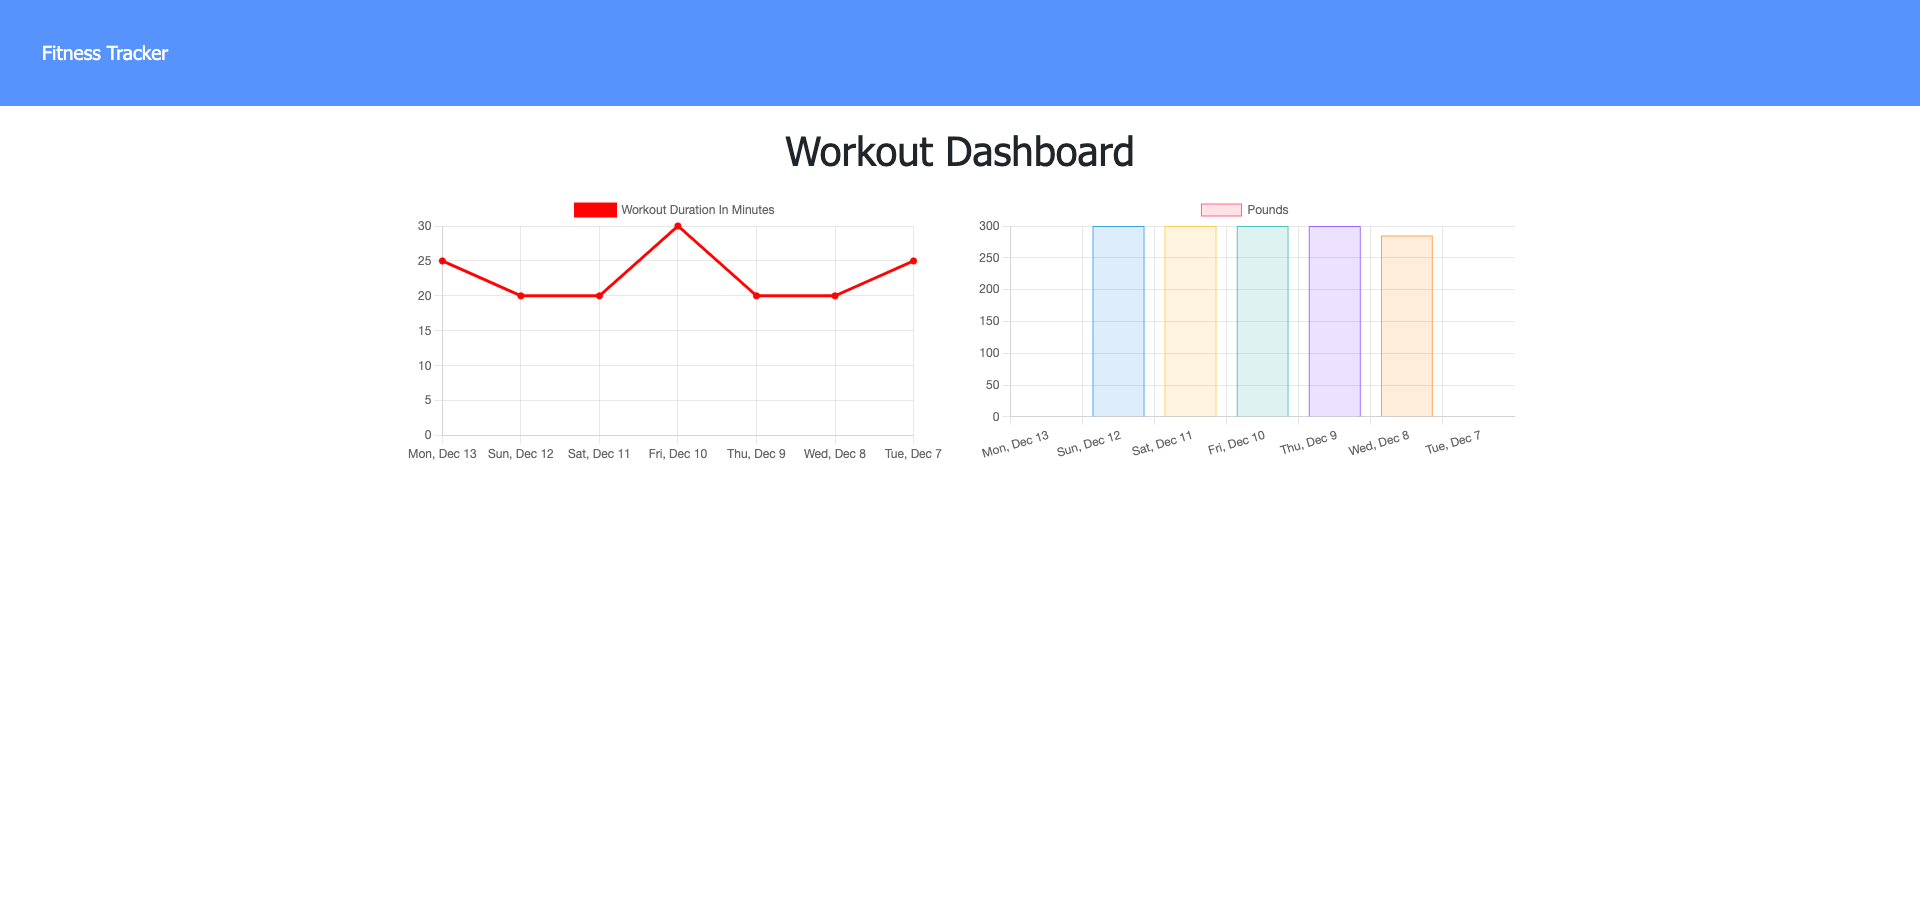 Fitness Tracker
Workout Dashboard
Workout Duration In Minutes
30
25
20
15
10
5
0
Mon, Dec 13 Sun, Dec 12 Sat, Dec 11 Fri, Dec 10 Thu, Dec 9 Wed, Dec 8 Tue, Dec 7
Pounds
300
250
200
150
100
50
0
Mon, Dec 13 Sun, Dec 12 Sat, Dec 11 Fri, Dec 10 Thu, Dec 9 Wed, Dec 8 Tue, Dec 7